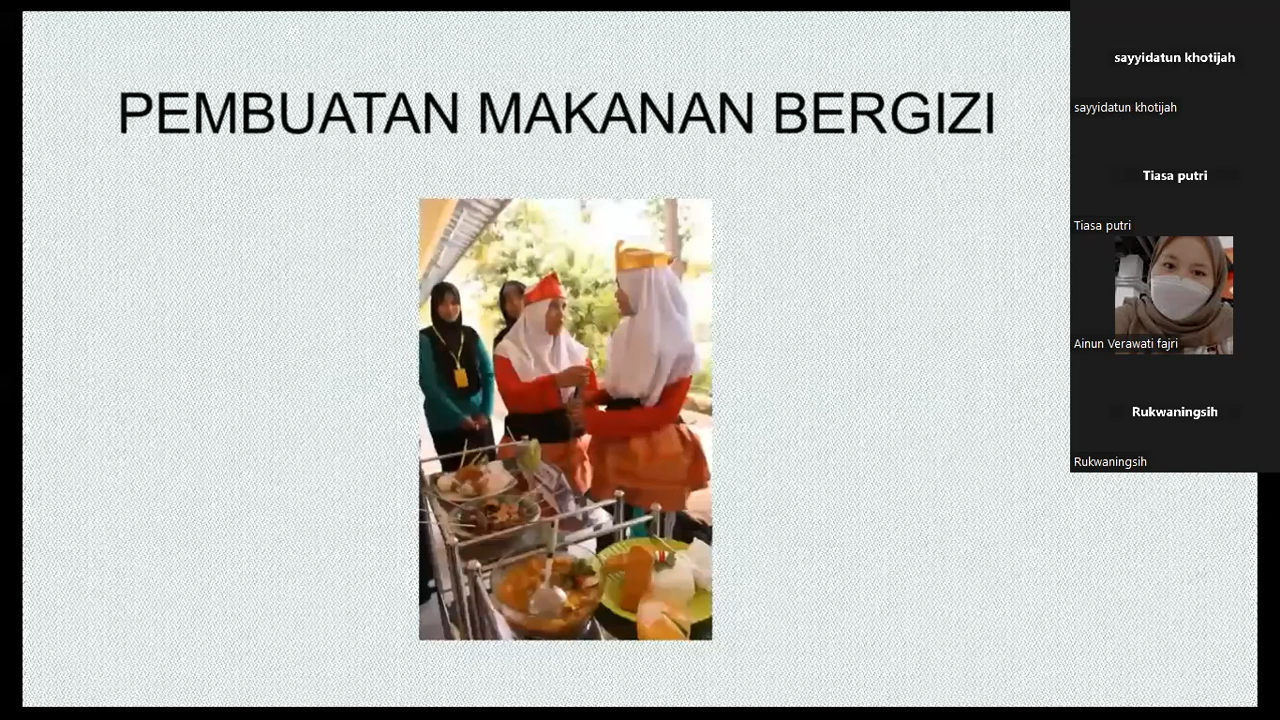 PEMBUATAN MAKANAN BERGIZI
sayyidatun khotijah
sayyidatun khotijah
Tiasa putri
Tiasa putri
Ainun Verawati fajri
Rukwaningsih
Rukwaningsih